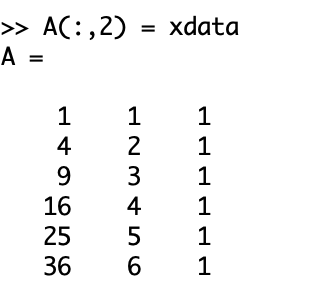 >> A(:,2) = xdata
A =
1 1 1
4 2 1
9 3 1
16 4 1
25 5 1
36 6 1